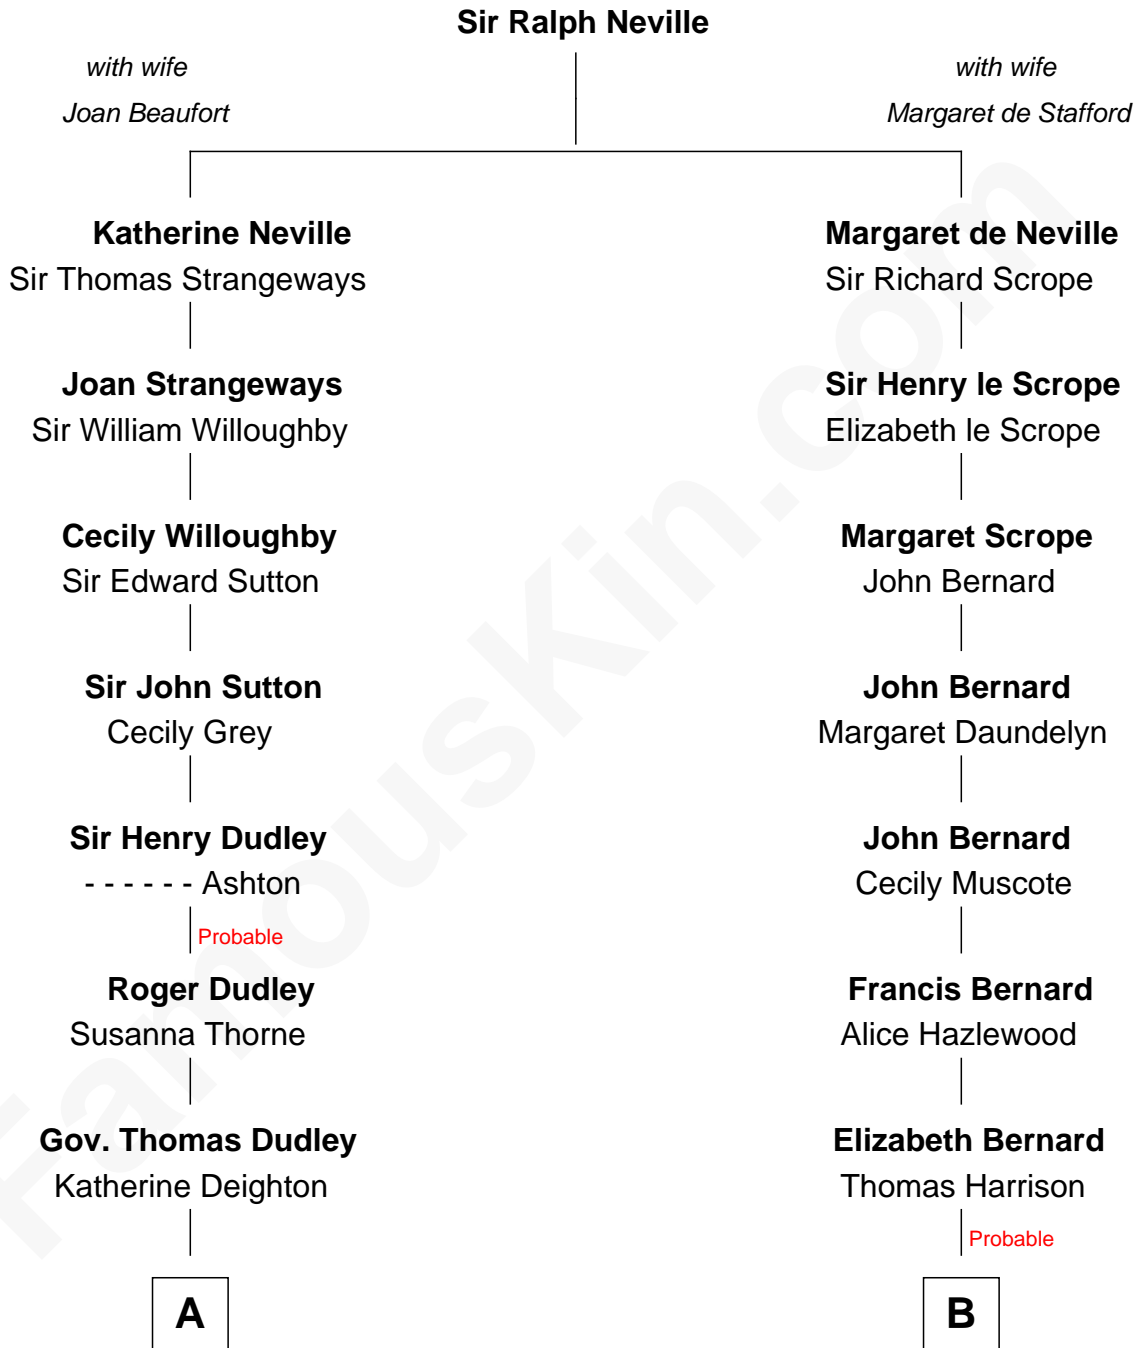 Sir Ralph Neville
with wife
Joan Beaufort
with wife
Margaret de Stafford
Katherine Neville
Sir Thomas Strangeways
Margaret de Neville
Sir Richard Scrope
Joan Strangeways
Sir William Willoughby
Sir Henry le Scrope
Elizabeth le Scrope
Cecily Willoughby
Sir Edward Sutton
Margaret Scrope
John Bernard
Sir John Sutton
Cecily Grey
John Bernard
Margaret Daundelyn
Sir Henry Dudley
- - - - - - Ashton
Probable
John Bernard
Cecily Muscote
Roger Dudley
Susanna Thorne
Francis Bernard
Alice Hazlewood
Gov. Thomas Dudley
Katherine Deighton
Elizabeth Bernard
Thomas Harrison
Probable
A
B
FamousKin.com